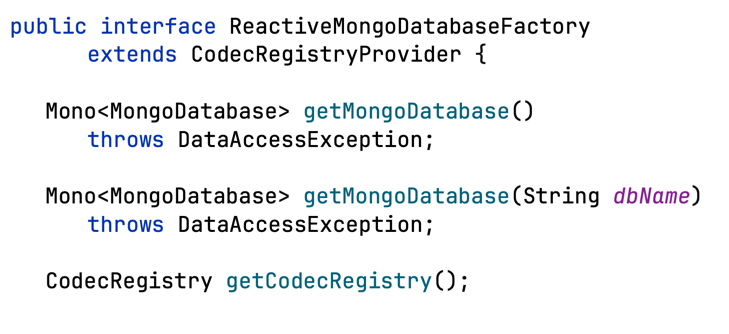 public interface ReactiveMongoDatabaseFactory
extends CodecRegistryProvider {
Mono<MongoDatabase> getMongoDatabase()
throws DataAccessException;
Mono<MongoDatabase> getMongoDatabase(String dbName)
throws DataAccessException;
CodecRegistry getCodecRegistry();